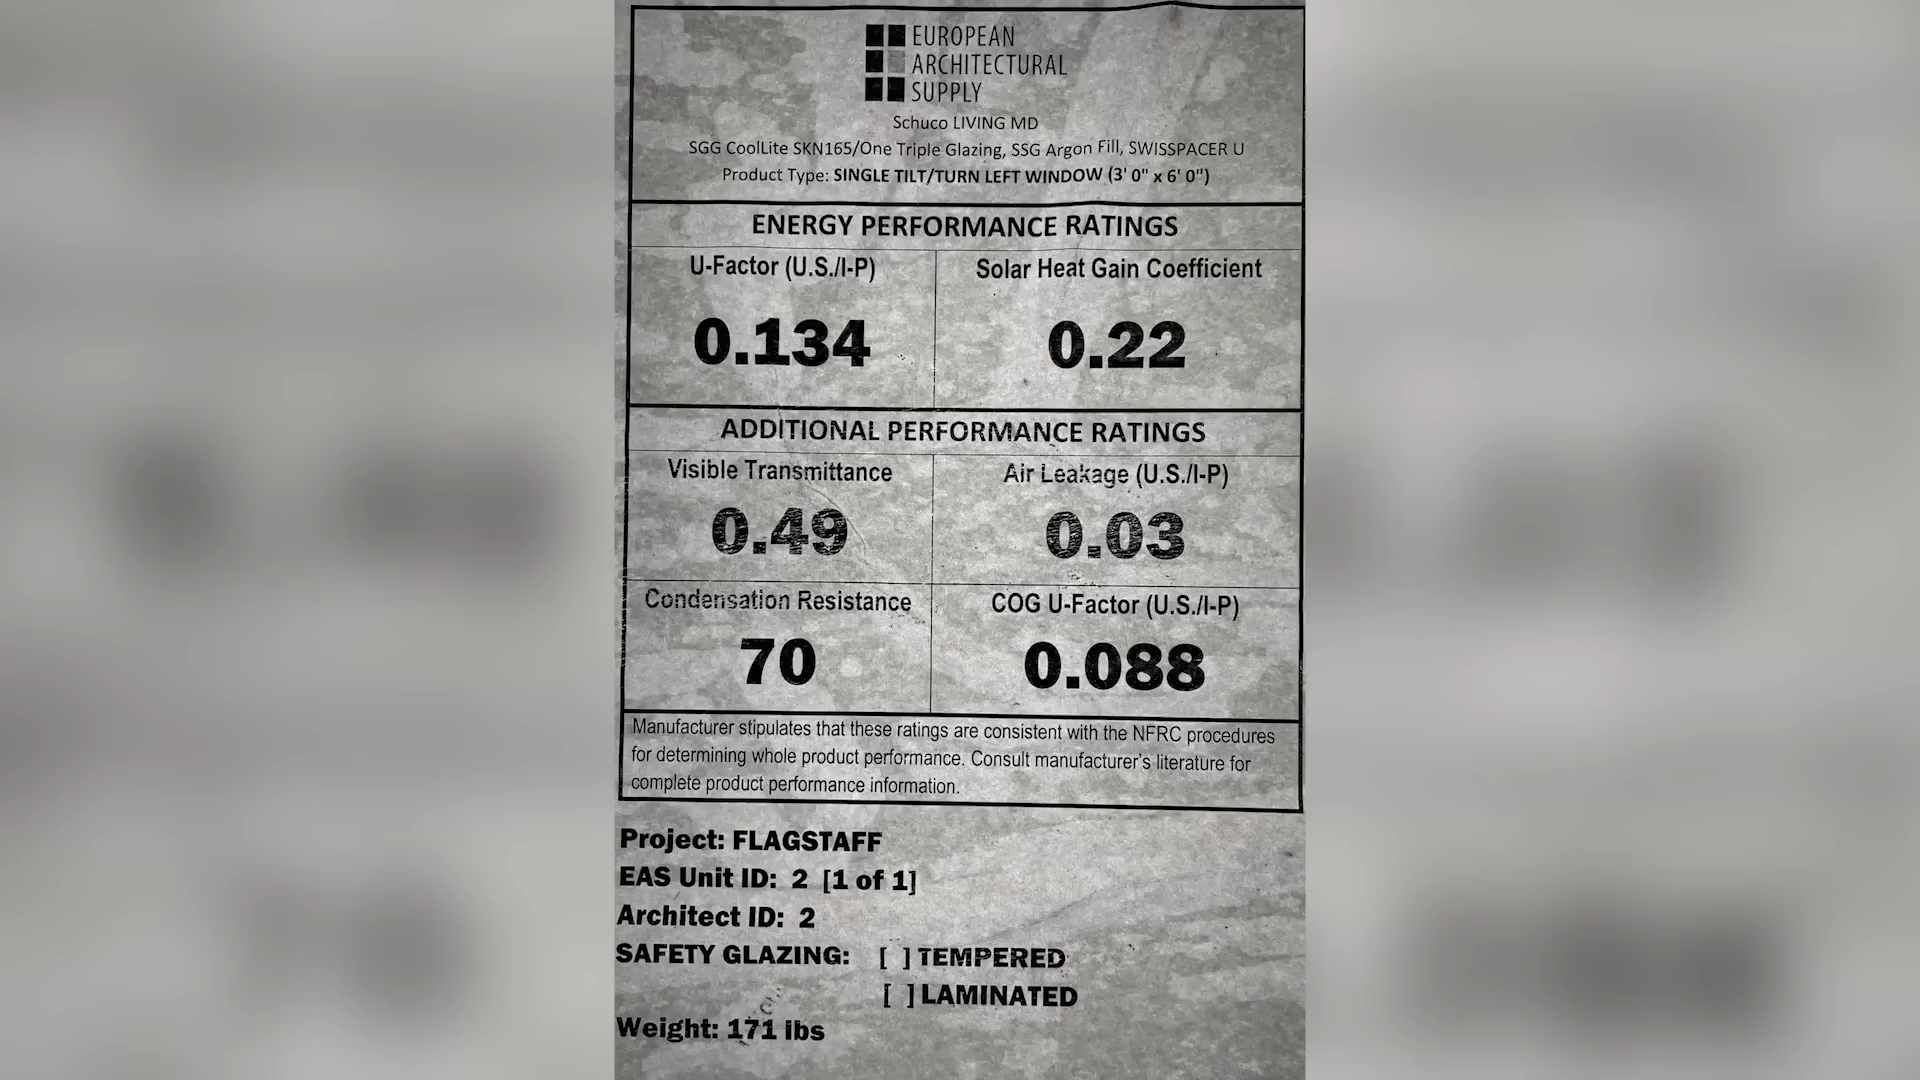 EUROPEAN
ARCHITECTURAL
SUPPLY
Schuco LIVING MD
SGG CoolLite SKN165/One Triple Glazing, SSG Argon Fill, SWISSPACER U
Product Type: SINGLE TILT/TURN LEFT WINDOW (3' 0" x 6' 0")
ENERGY PERFORMANCE RATINGS
U-Factor (U.S./I-P) Solar Heat Gain Coefficient
0.134 0.22
ADDITIONAL PERFORMANCE RATINGS
Visible Transmittance Air Leakage (U.S./I-P)
0.49 0.03
Condensation Resistance COG U-Factor (U.S./I-P)
70 0.088
Manufacturer stipulates that these ratings are consistent with the NFRC procedures
for determining whole product performance. Consult manufacturer's literature for
complete product performance information.
Project: FLAGSTAFF
EAS Unit ID: 2 [1 of 1]
Architect ID: 2
SAFETY GLAZING: [ ] TEMPERED
[ ] LAMINATED
Weight: 171 lbs